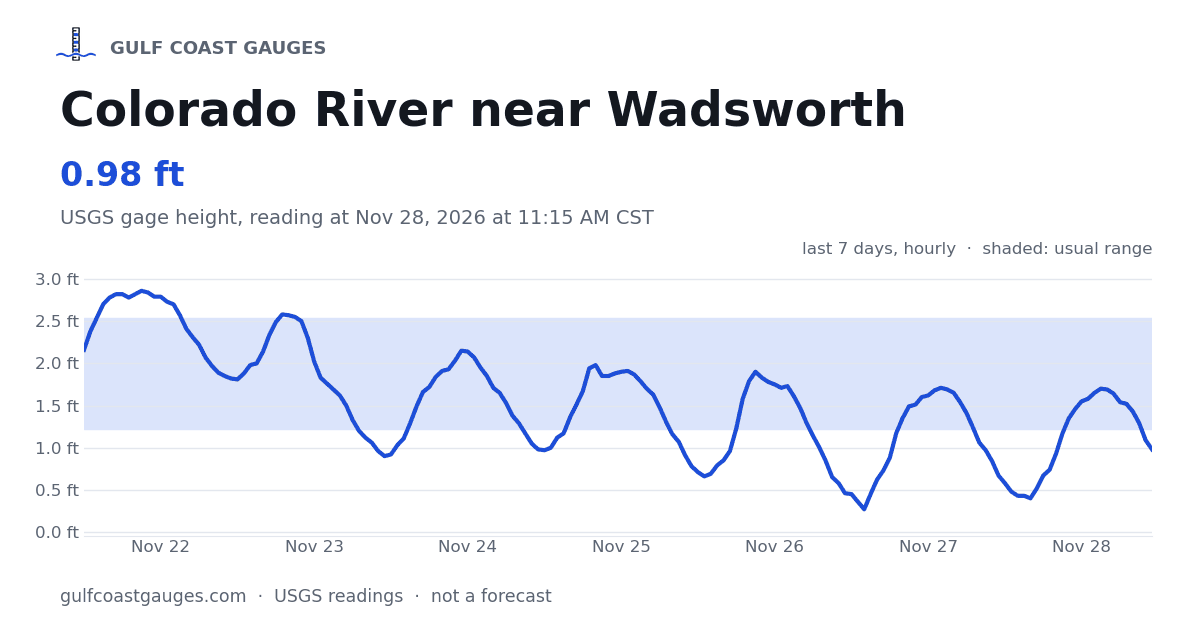 GULF COAST GAUGES
Colorado River near Wadsworth
0.98 ft
USGS gage height, reading at Nov 28, 2026 at 11:15 AM CST
last 7 days, hourly · shaded: usual range
3.0 ft
2.5 ft
2.0 ft
1.5 ft
1.0 ft
0.5 ft
0.0 ft
Nov 22 Nov 23 Nov 24 Nov 25 Nov 26 Nov 27 Nov 28
gulfcoastgauges.com · USGS readings · not a forecast